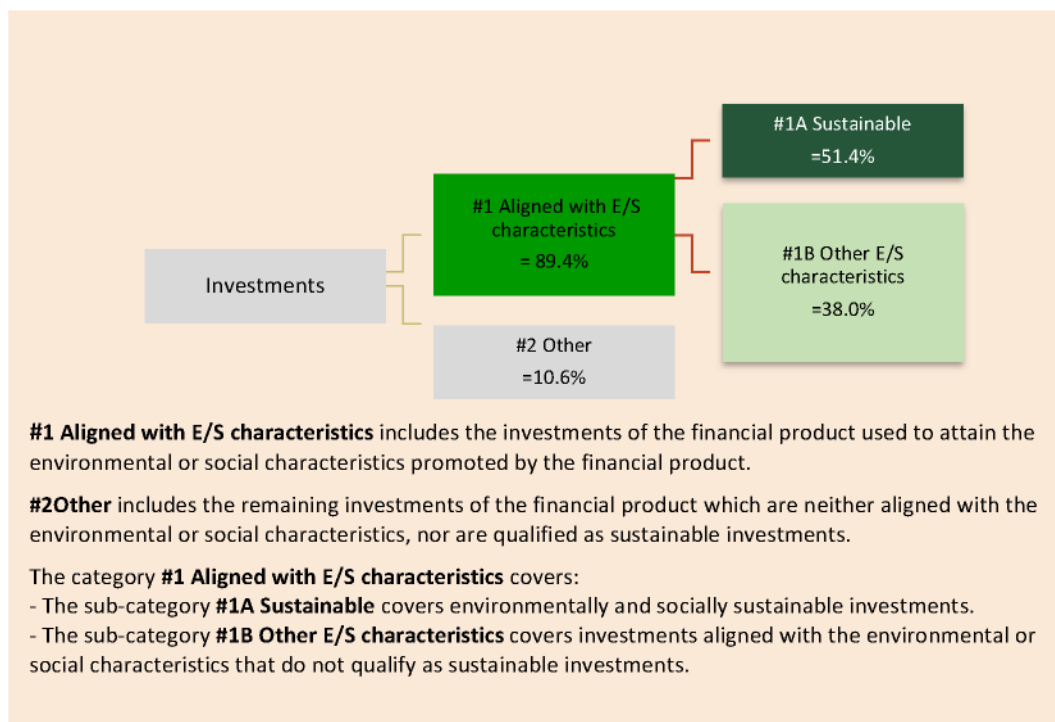 #1A Sustainable
=51.4%
#1 Aligned with E/S
characteristics
= 89.4%
#1B Other E/S
characteristics
=38.0%
Investments
#2 Other
=10.6%
#1 Aligned with E/S characteristics includes the investments of the financial product used to attain the
environmental or social characteristics promoted by the financial product.
#2Other includes the remaining investments of the financial product which are neither aligned with the
environmental or social characteristics, nor are qualified as sustainable investments.
The category #1 Aligned with E/S characteristics covers:
- The sub-category #1A Sustainable covers environmentally and socially sustainable investments.
- The sub-category #1B Other E/S characteristics covers investments aligned with the environmental or
social characteristics that do not qualify as sustainable investments.